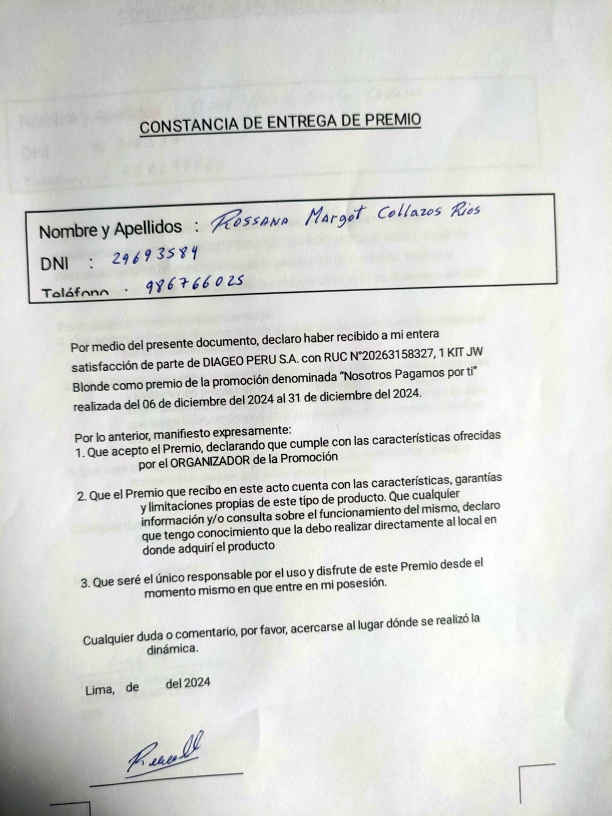 CONSTANCIA DE ENTREGA DE PREMIO
Nombre y Apellidos : Rossana Margot Collazos Rios
DNI : 29693584
Teléfono : 986766025
Por medio del presente documento, declaro haber recibido a mi entera
satisfacción de parte de DIAGEO PERU S.A. con RUC N°20263158327, 1 KIT JW
Blonde como premio de la promoción denominada "Nosotros Pagamos por ti"
realizada del 06 de diciembre del 2024 al 31 de diciembre del 2024.
Por lo anterior, manifiesto expresamente:
1. Que acepto el Premio, declarando que cumple con las características ofrecidas
por el ORGANIZADOR de la Promoción
2. Que el Premio que recibo en este acto cuenta con las características, garantías
y limitaciones propias de este tipo de producto. Que cualquier
información y/o consulta sobre el funcionamiento del mismo, declaro
que tengo conocimiento que la debo realizar directamente al local en
donde adquirí el producto
3. Que seré el único responsable por el uso y disfrute de este Premio desde el
momento mismo en que entre en mi posesión.
Cualquier duda o comentario, por favor, acercarse al lugar dónde se realizó la
dinámica.
Lima, de del 2024